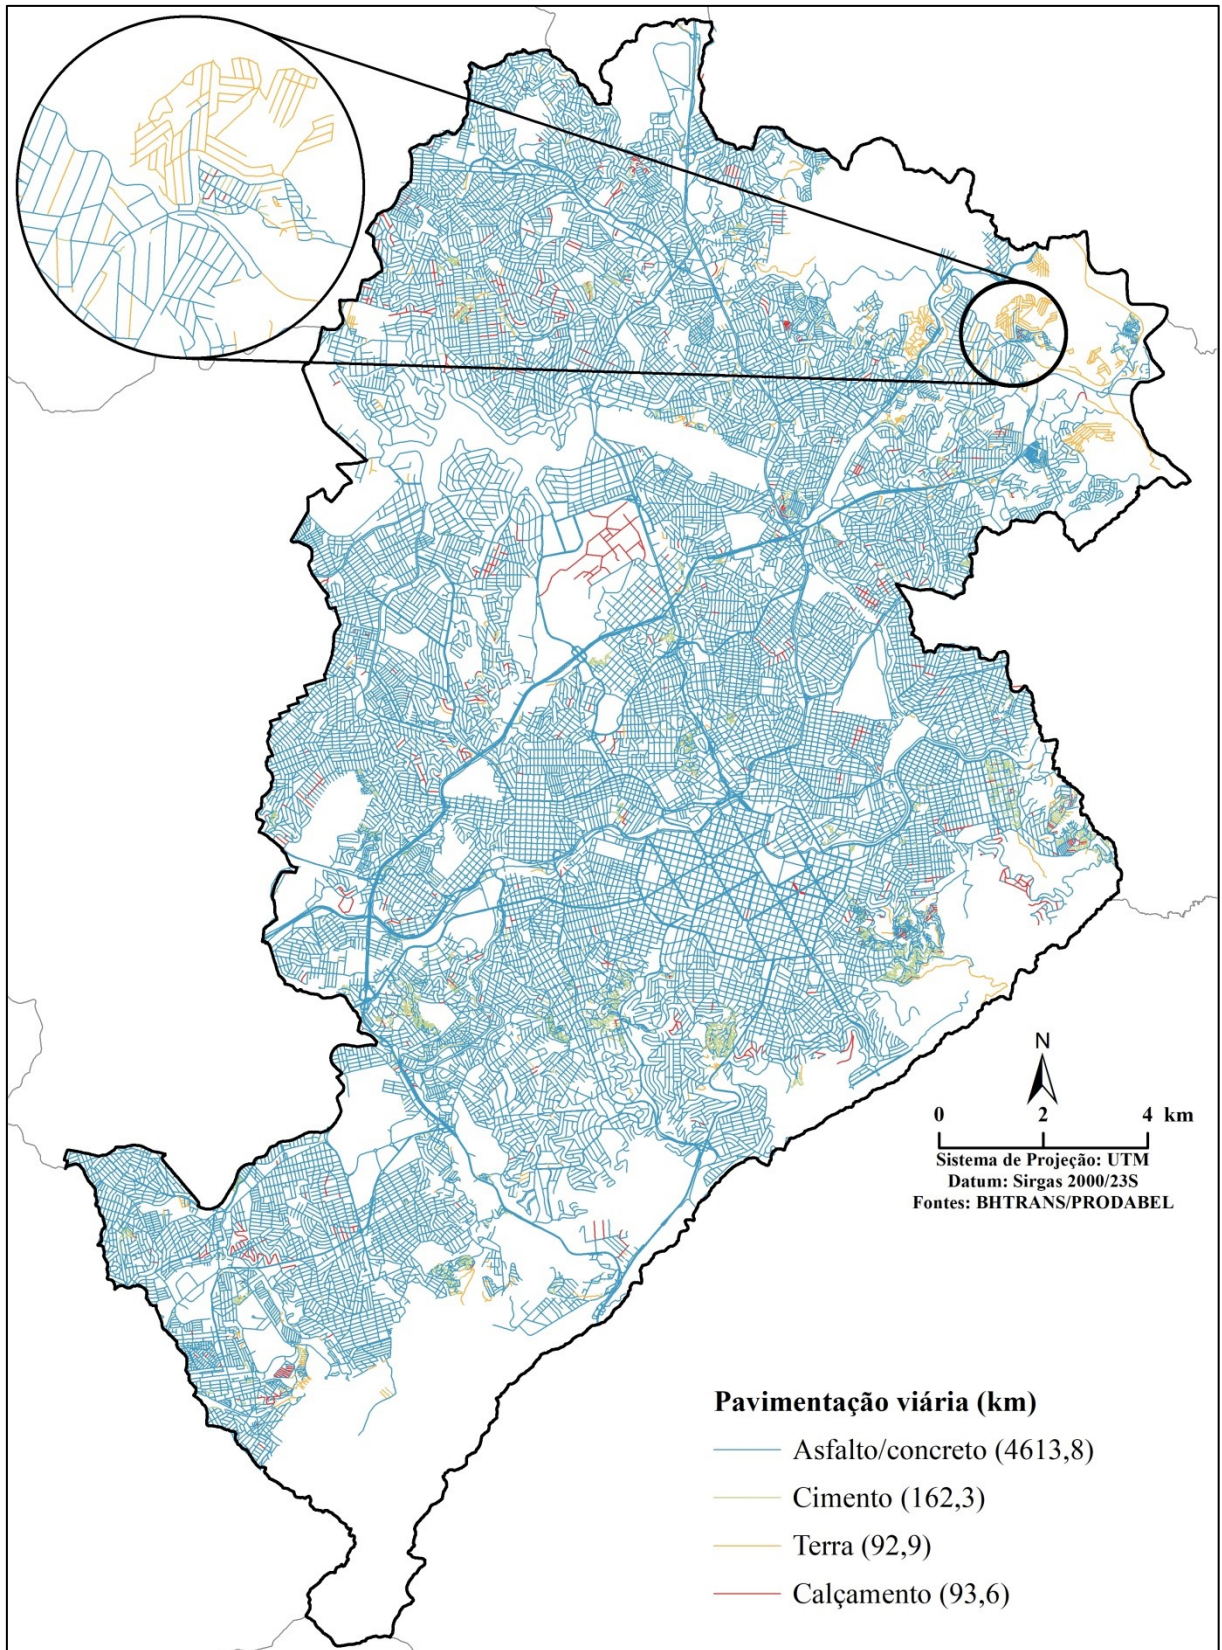 N
0 2 4 km
Sistema de Projeção: UTM
Datum: Sirgas 2000/23S
Fontes: BHTRANS/PRODABEL
Pavimentação viária (km)
Asfalto/concreto (4613,8)
Cimento (162,3)
Terra (92,9)
Calçamento (93,6)